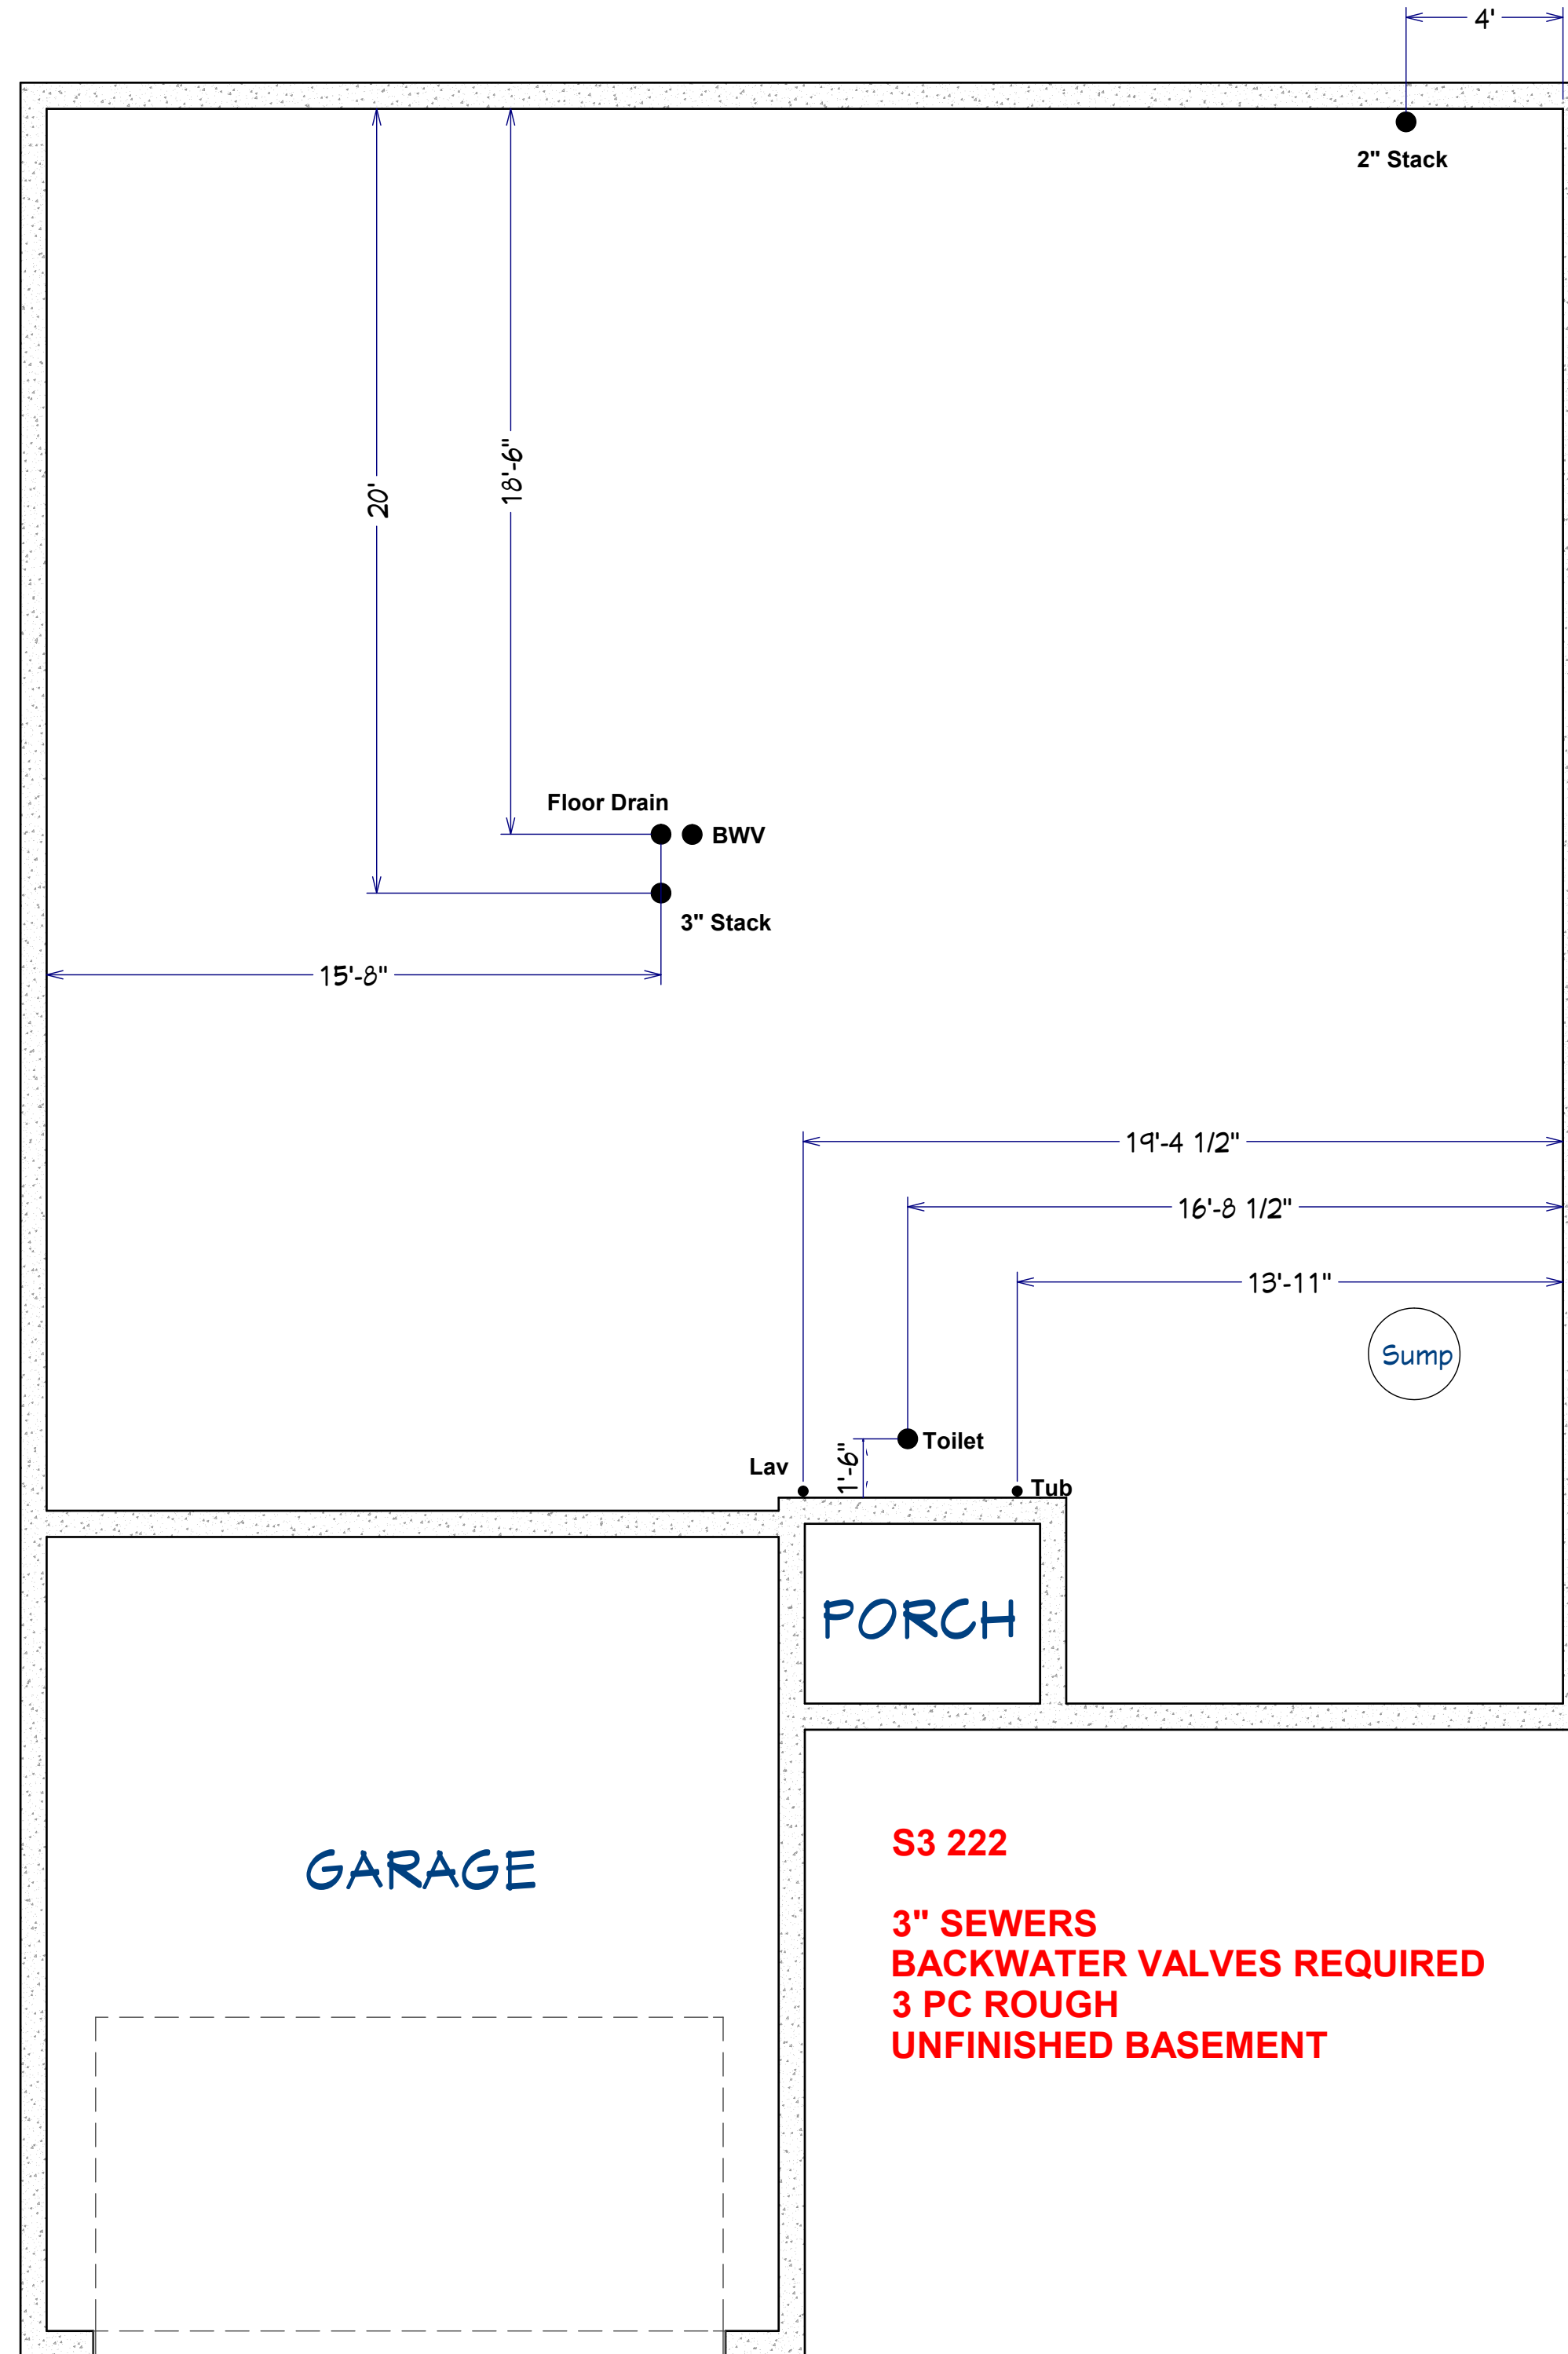 4'
2" Stack
18'-6"
20'
Floor Drain
BWV
3" Stack
15'-8"
19'-4 1/2"
16'-8 1/2"
13'-11"
Sump
Toilet
1'-6"
Lav
Tub
PORCH
GARAGE
S3 222
3" SEWERS
BACKWATER VALVES REQUIRED
3 PC ROUGH
UNFINISHED BASEMENT